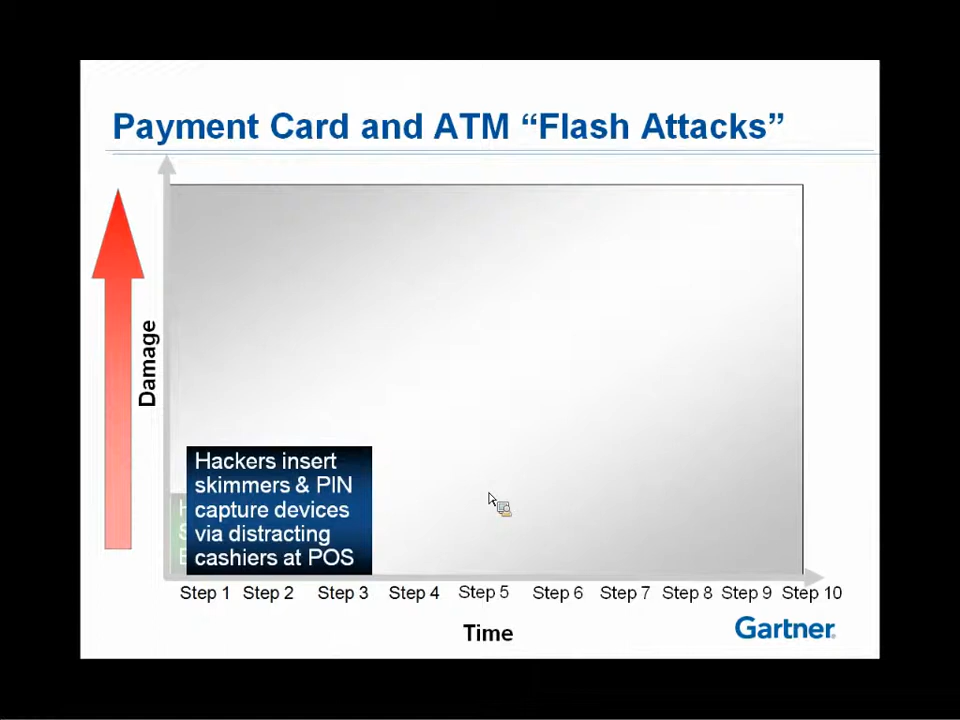 Payment Card and ATM “Flash Attacks”
Damage
Hackers insert
skimmers & PIN
capture devices
via distracting
cashiers at POS
Step 1 Step 2 Step 3 Step 4 Step 5 Step 6 Step 7 Step 8 Step 9 Step 10
Time
Gartner.